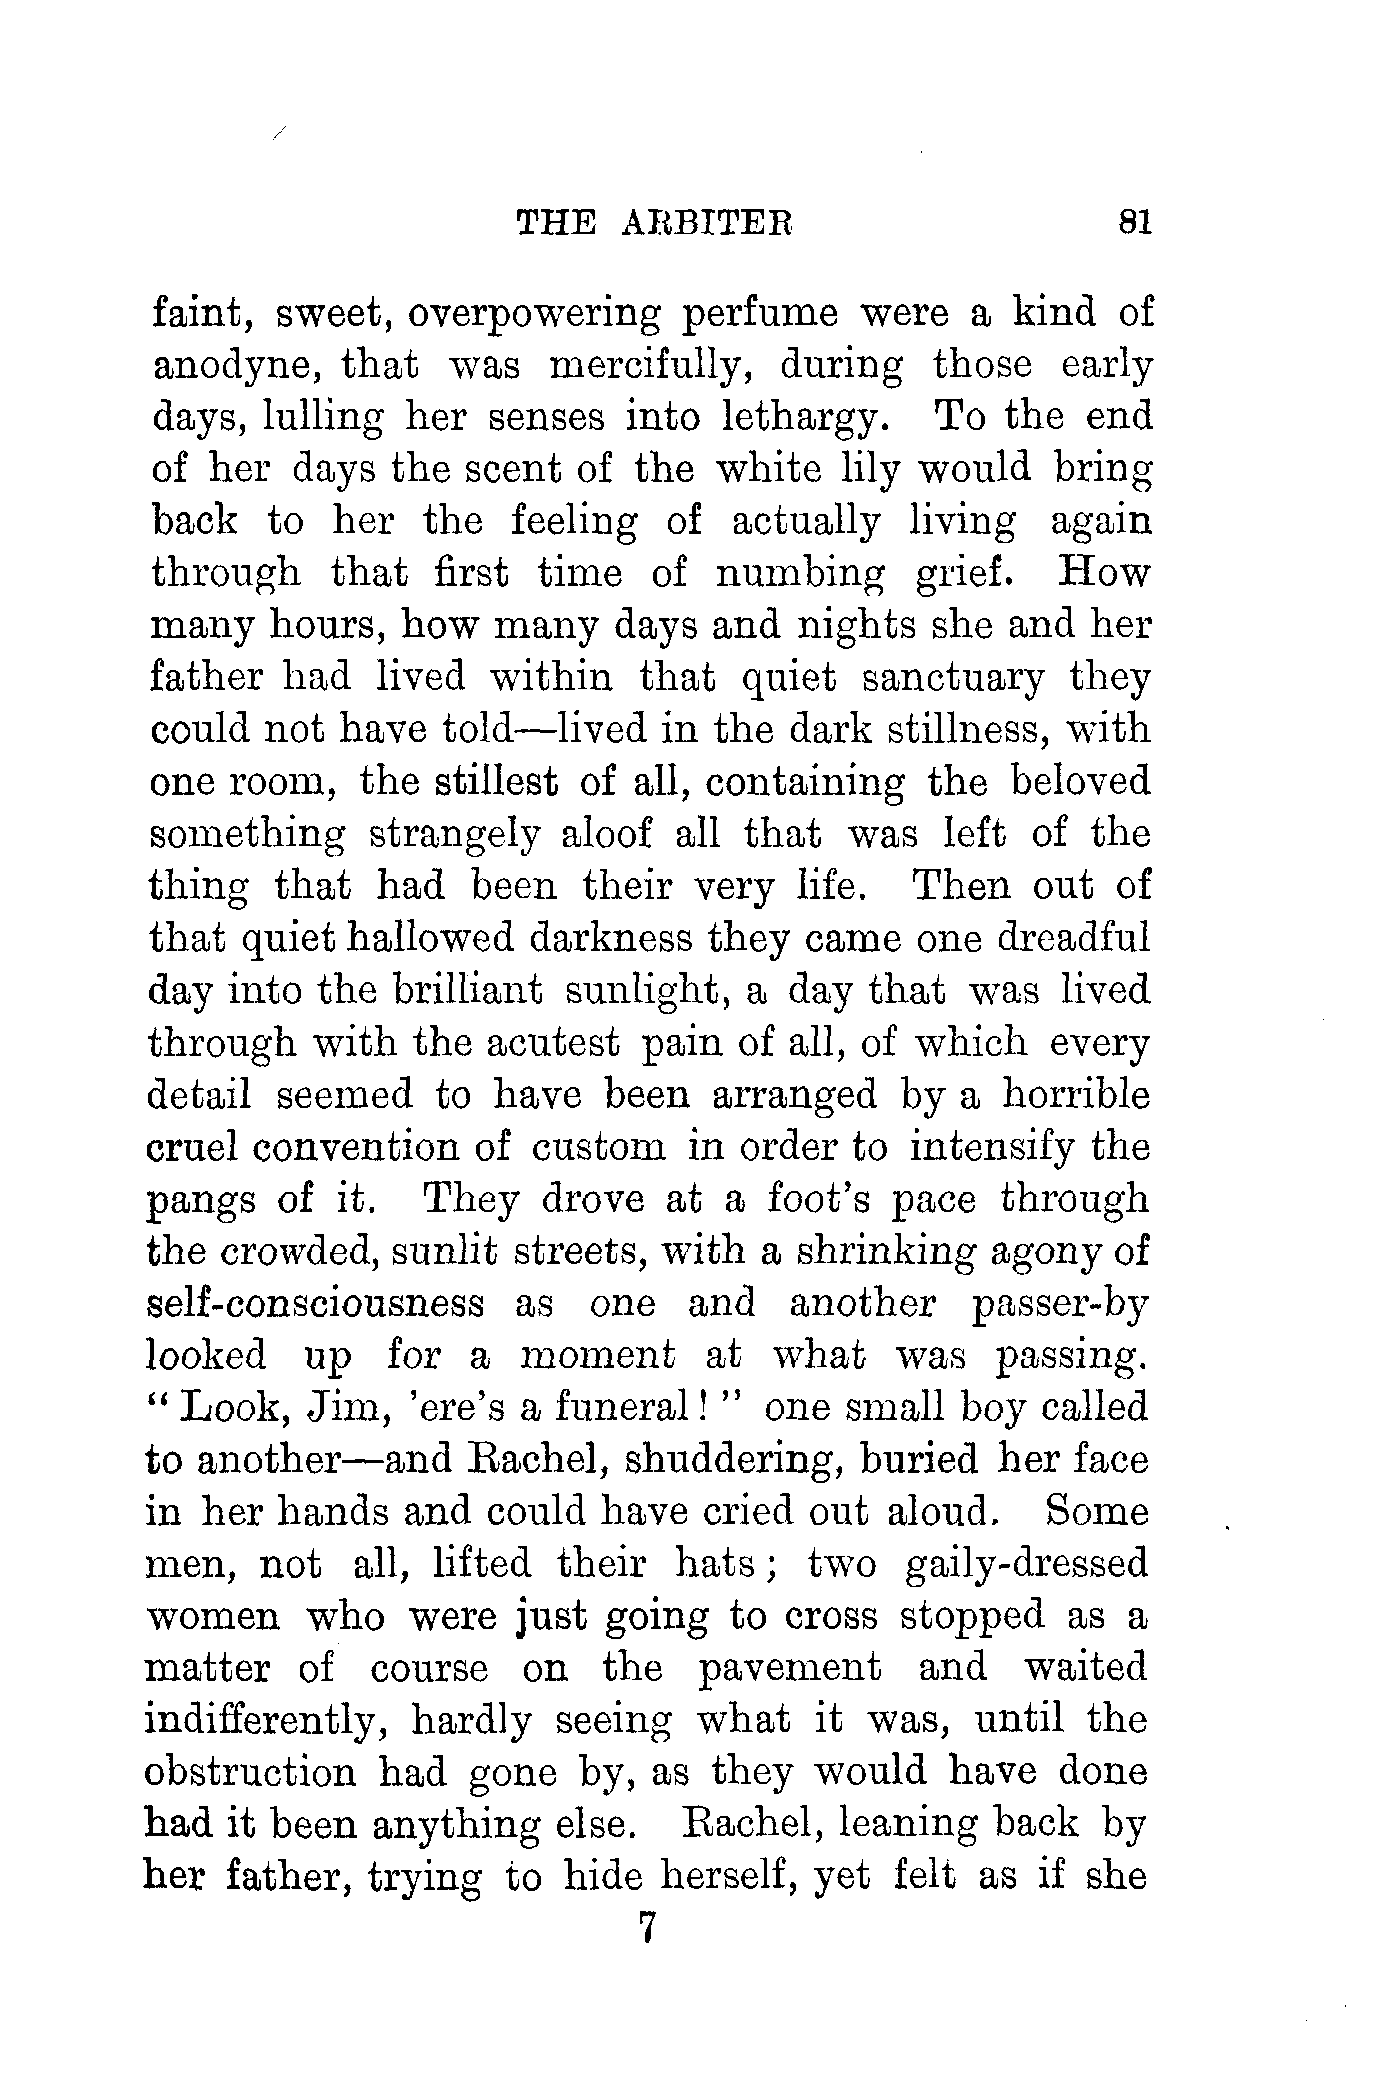 THE ARBITER 81
faint, sweet, overpowering perfume were a kind of
anodyne, that was mercifully, during those early
days, lulling her senses into lethargy. To the end
of her days the scent of the white lily would bring
back to her the feeling of actually living again
through that first time of numbing grief. How
many hours, how many days and nights she and her
father had lived within that quiet sanctuary they
could not have told—lived in the dark stillness, with
one room, the stillest of all, containing the beloved
something strangely aloof all that was left of the
thing that had been their very life. Then out of
that quiet hallowed darkness they came one dreadful
day into the brilliant sunlight, a day that was lived
through with the acutest pain of all, of which every
detail seemed to have been arranged by a horrible
cruel convention of custom in order to intensify the
pangs of it. They drove at a foot's pace through
the crowded, sunlit streets, with a shrinking agony of
self-consciousness as one and another passer-by
looked up for a moment at what was passing.
“ Look, Jim, ’ere’s a funeral ! ” one small boy called
to another—and Rachel, shuddering, buried her face
in her hands and could have cried out aloud. Some
men, not all, lifted their hats ; two gaily-dressed
women who were just going to cross stopped as a
matter of course on the pavement and waited
indifferently, hardly seeing what it was, until the
obstruction had gone by, as they would have done
had it been anything else. Rachel, leaning back by
her father, trying to hide herself, yet felt as if she
7